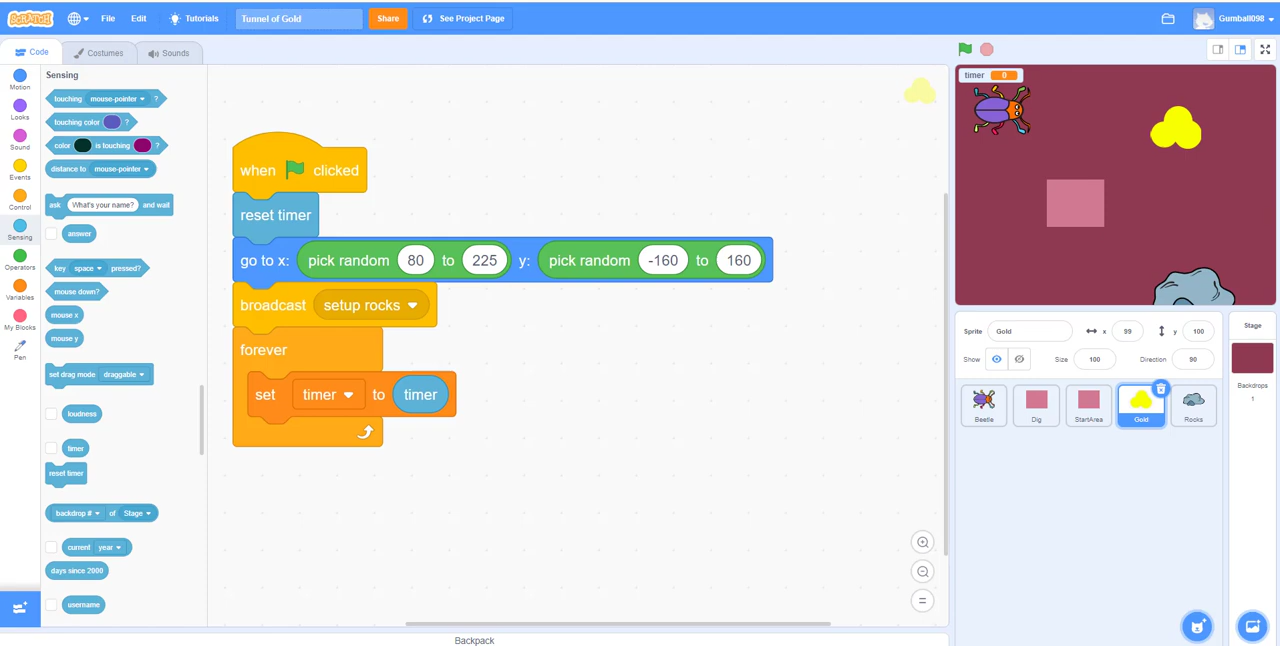 SCRATCH File Edit Tutorials Tunnel of Gold Share See Project Page Gumball098
Code Costumes Sounds
Motion
Looks
Sound
Events
Control
Sensing
Operators
Variables
My Blocks
Pen
Sensing
touching mouse-pointer ?
touching color ?
color is touching ?
distance to mouse-pointer
ask What's your name? and wait
answer
key space pressed?
mouse down?
mouse x
mouse y
set drag mode draggable
loudness
timer
reset timer
backdrop # of Stage
current year
days since 2000
username
when clicked
reset timer
go to x: pick random 80 to 225 y: pick random -160 to 160
broadcast setup rocks
forever
set timer to timer
Backpack
timer 0
Sprite Gold x 99 y 100
Show Size 100 Direction 90
Beetle Dig StartArea Gold Rocks
Stage
Backdrops
1